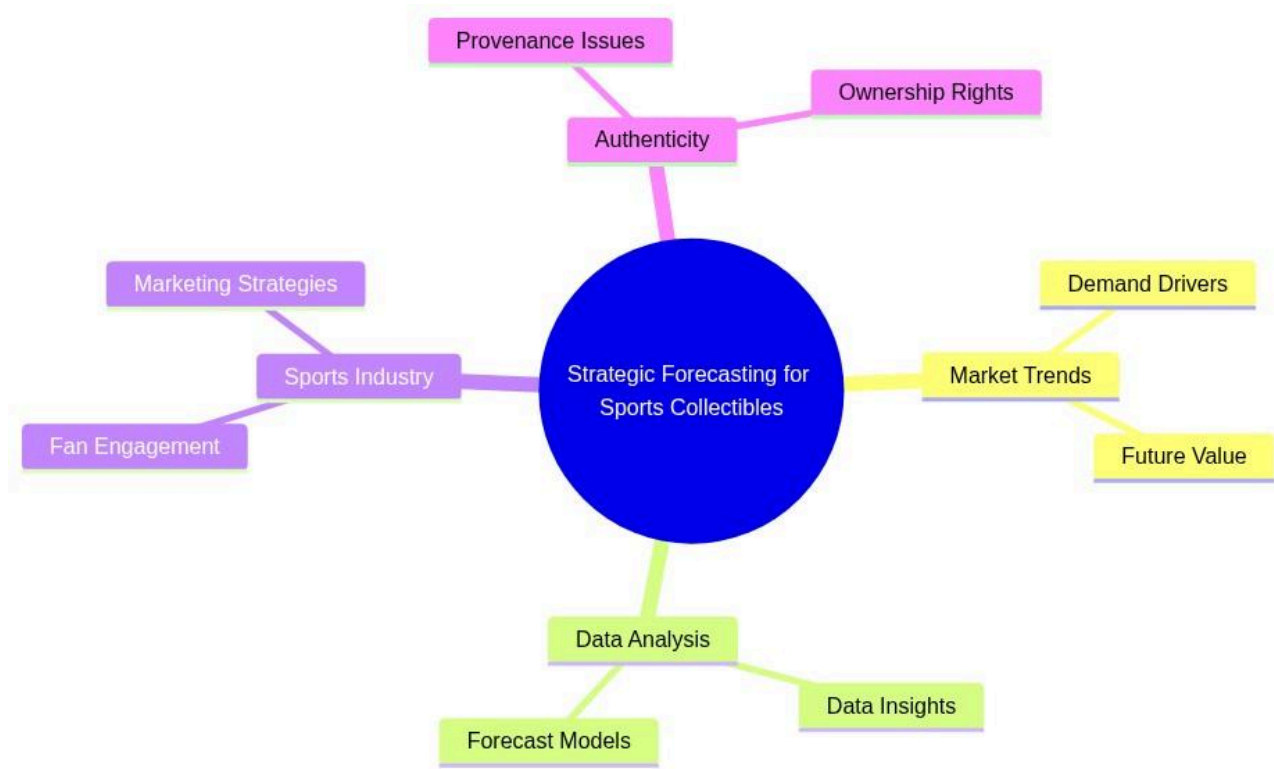 Provenance Issues
Ownership Rights
Authenticity
Marketing Strategies
Sports Industry
Fan Engagement
Strategic Forecasting for
Sports Collectibles
Demand Drivers
Market Trends
Future Value
Data Analysis
Data Insights
Forecast Models